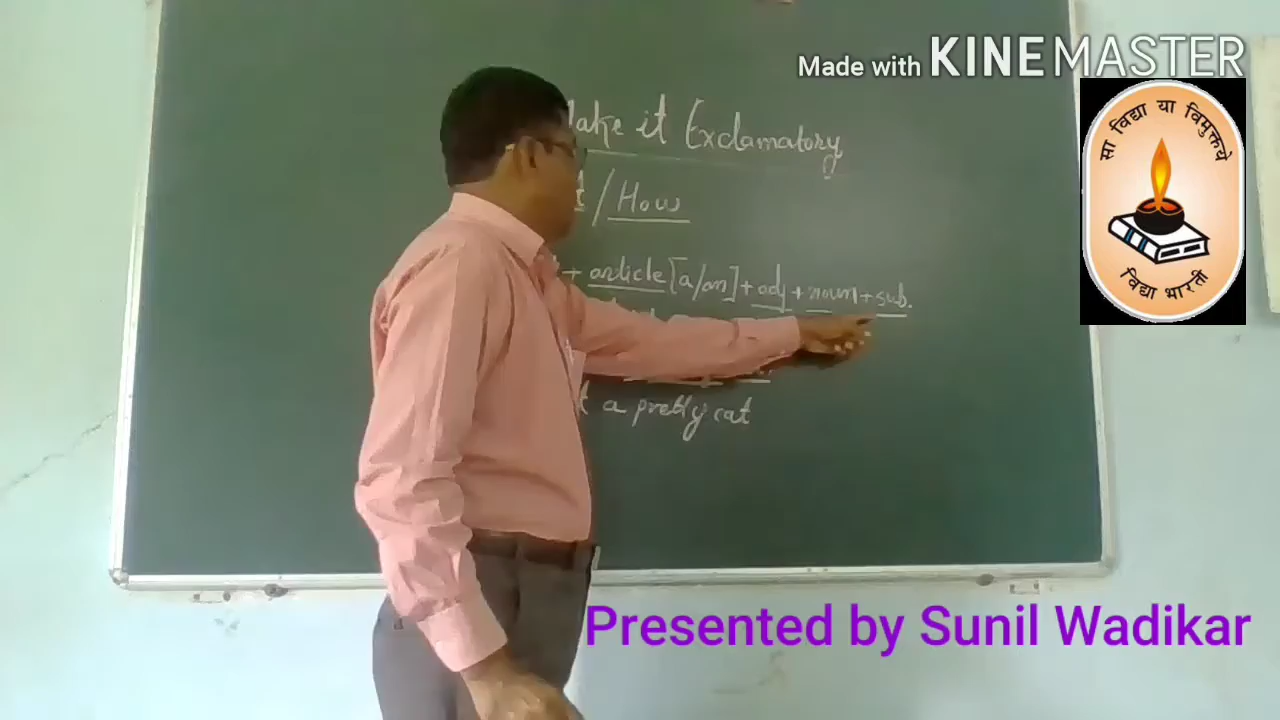 Made with KINEMASTER
सा विद्या या विमुक्तये
विद्या भारती
ake it Exclamatory
/ How
+ article [a/an] + adj + noun + sub.
t a pretty cat
Presented by Sunil Wadikar